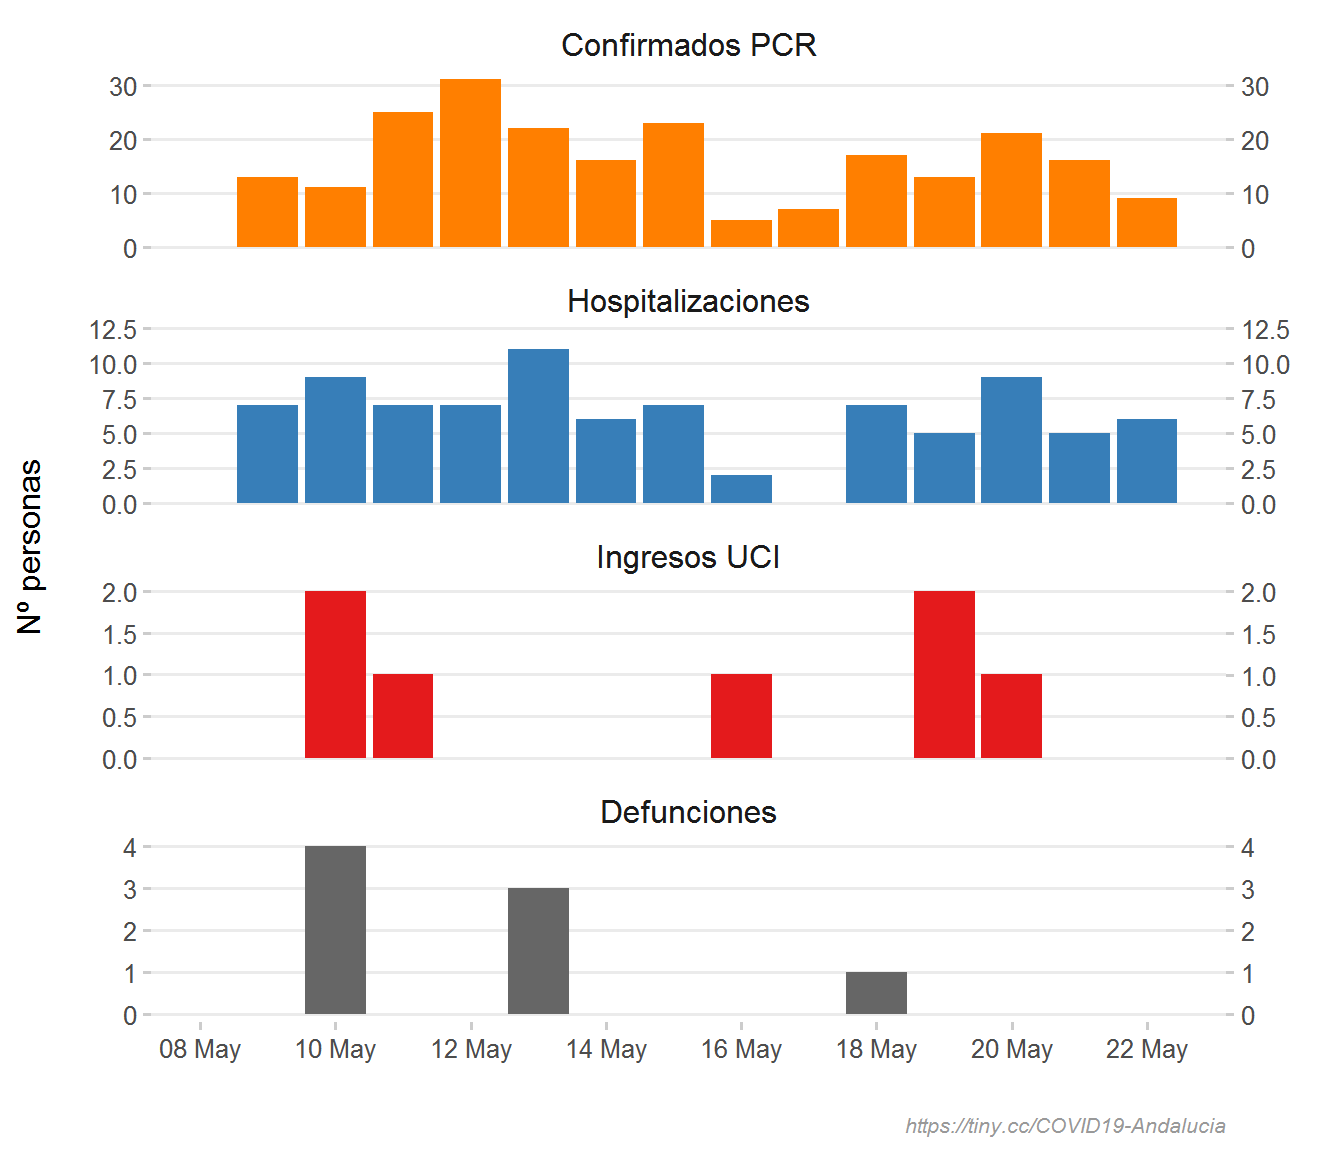 Confirmados PCR
30 30
20 20
10 10
0 0
Hospitalizaciones
12.5 12.5
10.0 10.0
7.5 7.5
5.0 5.0
2.5 2.5
0.0 0.0
Nº personas
Ingresos UCI
2.0 2.0
1.5 1.5
1.0 1.0
0.5 0.5
0.0 0.0
Defunciones
4 4
3 3
2 2
1 1
0 0
08 May 10 May 12 May 14 May 16 May 18 May 20 May 22 May
https://tiny.cc/COVID19-Andalucia